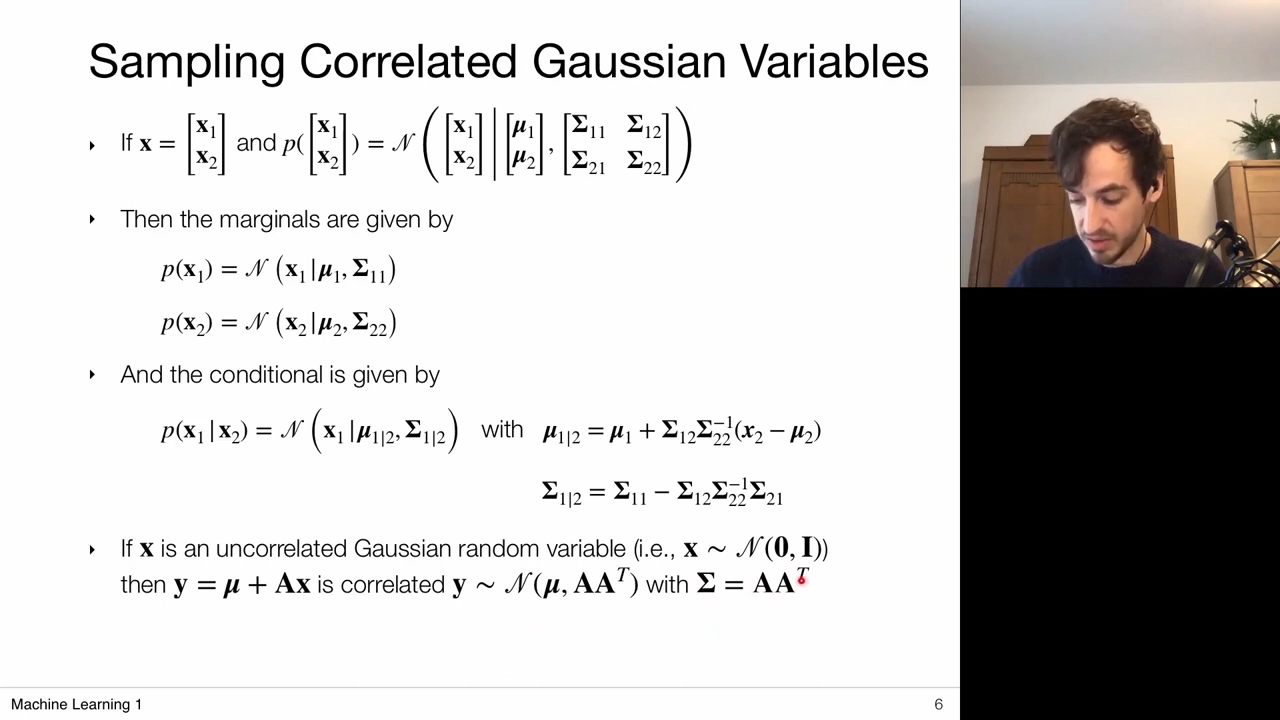 Sampling Correlated Gaussian Variables
‣ If 𝐱 = [𝐱₁ 𝐱₂] and p([𝐱₁ 𝐱₂]) = 𝒩 ([𝐱₁ 𝐱₂] | [𝝁₁ 𝝁₂], [𝚺₁₁ 𝚺₁₂ 𝚺₂₁ 𝚺₂₂])
‣ Then the marginals are given by
p(𝐱₁) = 𝒩 (𝐱₁|𝝁₁, 𝚺₁₁)
p(𝐱₂) = 𝒩 (𝐱₂|𝝁₂, 𝚺₂₂)
‣ And the conditional is given by
p(𝐱₁|𝐱₂) = 𝒩 (𝐱₁|𝝁₁|₂, 𝚺₁|₂) with 𝝁₁|₂ = 𝝁₁ + 𝚺₁₂𝚺₂₂⁻¹(𝒙₂ − 𝝁₂)
𝚺₁|₂ = 𝚺₁₁ − 𝚺₁₂𝚺₂₂⁻¹𝚺₂₁
‣ If 𝐱 is an uncorrelated Gaussian random variable (i.e., 𝐱 ∼ 𝒩(𝟎, 𝐈))
then 𝐲 = 𝝁 + 𝐀𝐱 is correlated 𝐲 ∼ 𝒩(𝝁, 𝐀𝐀ᵀ) with 𝚺 = 𝐀𝐀ᵀ
Machine Learning 1
6